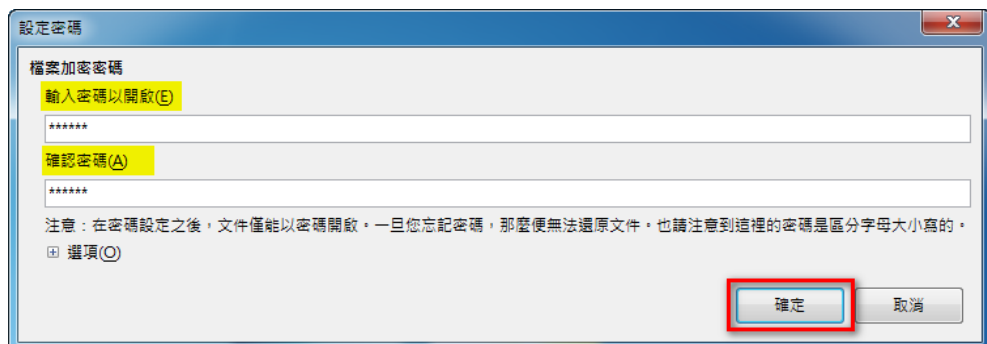 設定密碼
檔案加密密碼
輸入密碼以開啟(E)
******
確認密碼(A)
******
注意：在密碼設定之後，文件僅能以密碼開啟。一旦您忘記密碼，那麼便無法還原文件。也請注意到這裡的密碼是區分字母大小寫的。
選項(O)
確定 取消